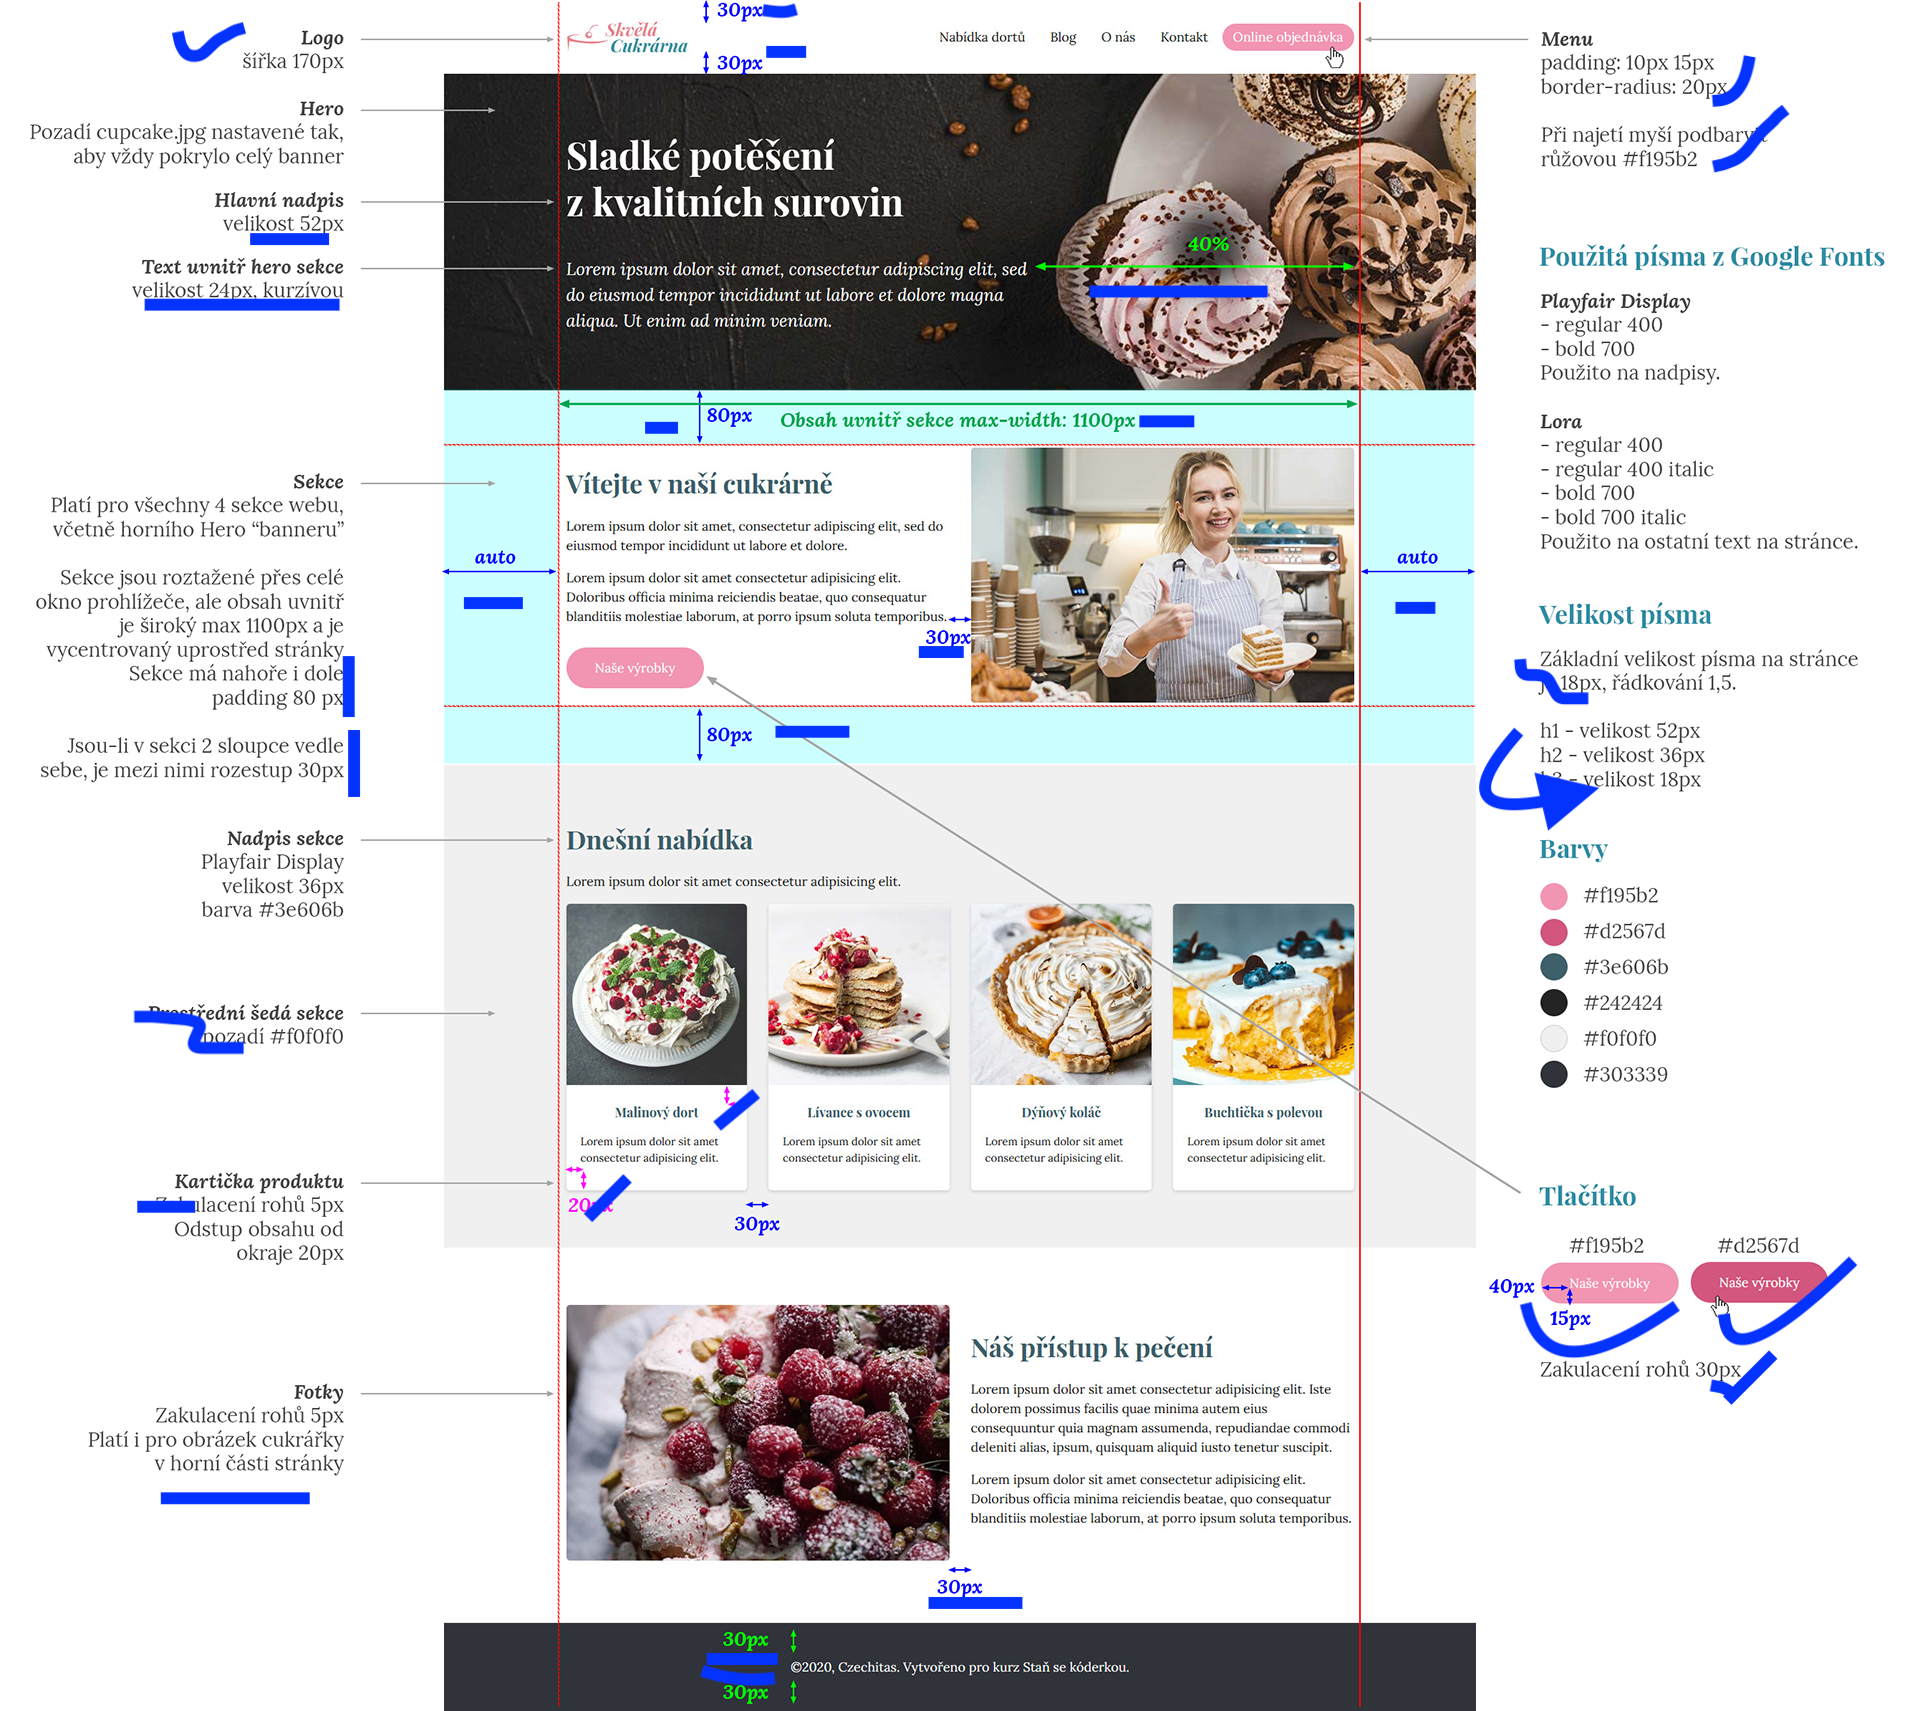 Logo
šířka 170px
Hero
Pozadí cupcake.jpg nastavené tak,
aby vždy pokrylo celý banner
Hlavní nadpis
velikost 52px
Text uvnitř hero sekce
velikost 24px, kurzívou
Sekce
Platí pro všechny 4 sekce webu,
včetně horního Hero “banneru”
Sekce jsou roztažené přes celé
okno prohlížeče, ale obsah uvnitř
je široký max 1100px a je
vycentrovaný uprostřed stránky
Sekce má nahoře i dole
padding 80 px
Jsou-li v sekci 2 sloupce vedle
sebe, je mezi nimi rozestup 30px
Nadpis sekce
Playfair Display
velikost 36px
barva #3e606b
Prostřední šedá sekce
pozadí #f0f0f0
Kartička produktu
Zakulacení rohů 5px
Odstup obsahu od
okraje 20px
Fotky
Zakulacení rohů 5px
Platí i pro obrázek cukrářky
v horní části stránky
30px
30px
Skvělá
Cukrárna
Nabídka dortů Blog O nás Kontakt Online objednávka
Sladké potěšení
z kvalitních surovin
40%
Lorem ipsum dolor sit amet, consectetur adipiscing elit, sed
do eiusmod tempor incididunt ut labore et dolore magna
aliqua. Ut enim ad minim veniam.
80px Obsah uvnitř sekce max-width: 1100px
auto
auto
Vítejte v naší cukrárně
Lorem ipsum dolor sit amet, consectetur adipiscing elit, sed do
eiusmod tempor incididunt ut labore et dolore.
Lorem ipsum dolor sit amet consectetur adipisicing elit.
Doloribus officia minima reiciendis beatae, quo consequatur
blanditiis molestiae laborum, at porro ipsum soluta temporibus.
30px
Naše výrobky
80px
Dnešní nabídka
Lorem ipsum dolor sit amet consectetur adipisicing elit.
Malinový dort
Lorem ipsum dolor sit amet
consectetur adipisicing elit.
Lívance s ovocem
Lorem ipsum dolor sit amet
consectetur adipisicing elit.
Dýňový koláč
Lorem ipsum dolor sit amet
consectetur adipisicing elit.
Buchtička s polevou
Lorem ipsum dolor sit amet
consectetur adipisicing elit.
20px
30px
Náš přístup k pečení
Lorem ipsum dolor sit amet consectetur adipisicing elit. Iste
dolorem possimus facilis quae minima autem eius
consequuntur quia magnam assumenda, repudiandae commodi
deleniti alias, ipsum, quisquam aliquid iusto tenetur suscipit.
Lorem ipsum dolor sit amet consectetur adipisicing elit.
Doloribus officia minima reiciendis beatae, quo consequatur
blanditiis molestiae laborum, at porro ipsum soluta temporibus.
30px
30px
©2020, Czechitas. Vytvořeno pro kurz Staň se kóderkou.
30px
Menu
padding: 10px 15px
border-radius: 20px
Při najetí myší podbarvit
růžovou #f195b2
Použitá písma z Google Fonts
Playfair Display
- regular 400
- bold 700
Použito na nadpisy.
Lora
- regular 400
- regular 400 italic
- bold 700
- bold 700 italic
Použito na ostatní text na stránce.
Velikost písma
Základní velikost písma na stránce
je 18px, řádkování 1,5.
h1 - velikost 52px
h2 - velikost 36px
h3 - velikost 18px
Barvy
#f195b2
#d2567d
#3e606b
#242424
#f0f0f0
#303339
Tlačítko
#f195b2 #d2567d
40px Naše výrobky Naše výrobky
15px
Zakulacení rohů 30px